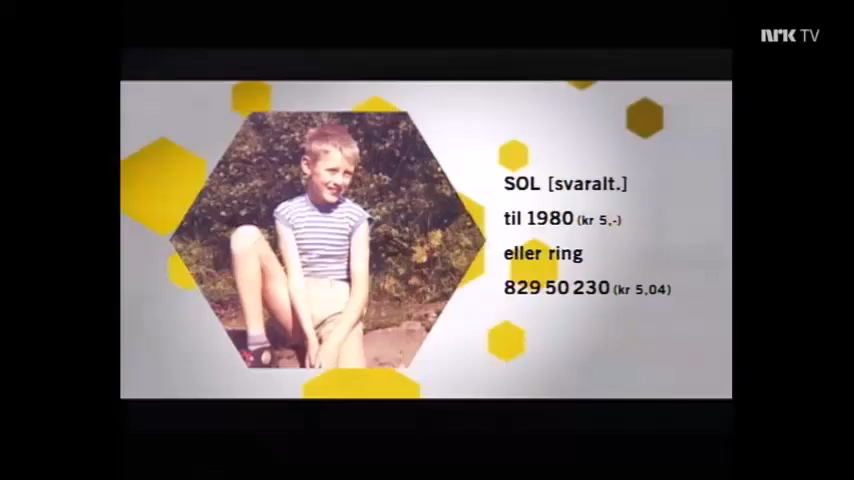 NRK TV
SOL [svaralt.]
til 1980 (kr 5,-)
eller ring
829 50 230 (kr 5,04)